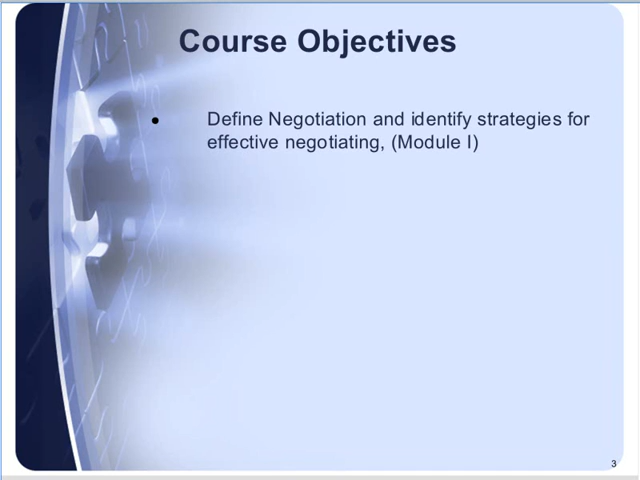 Course Objectives
• Define Negotiation and identify strategies for
effective negotiating, (Module I)
3